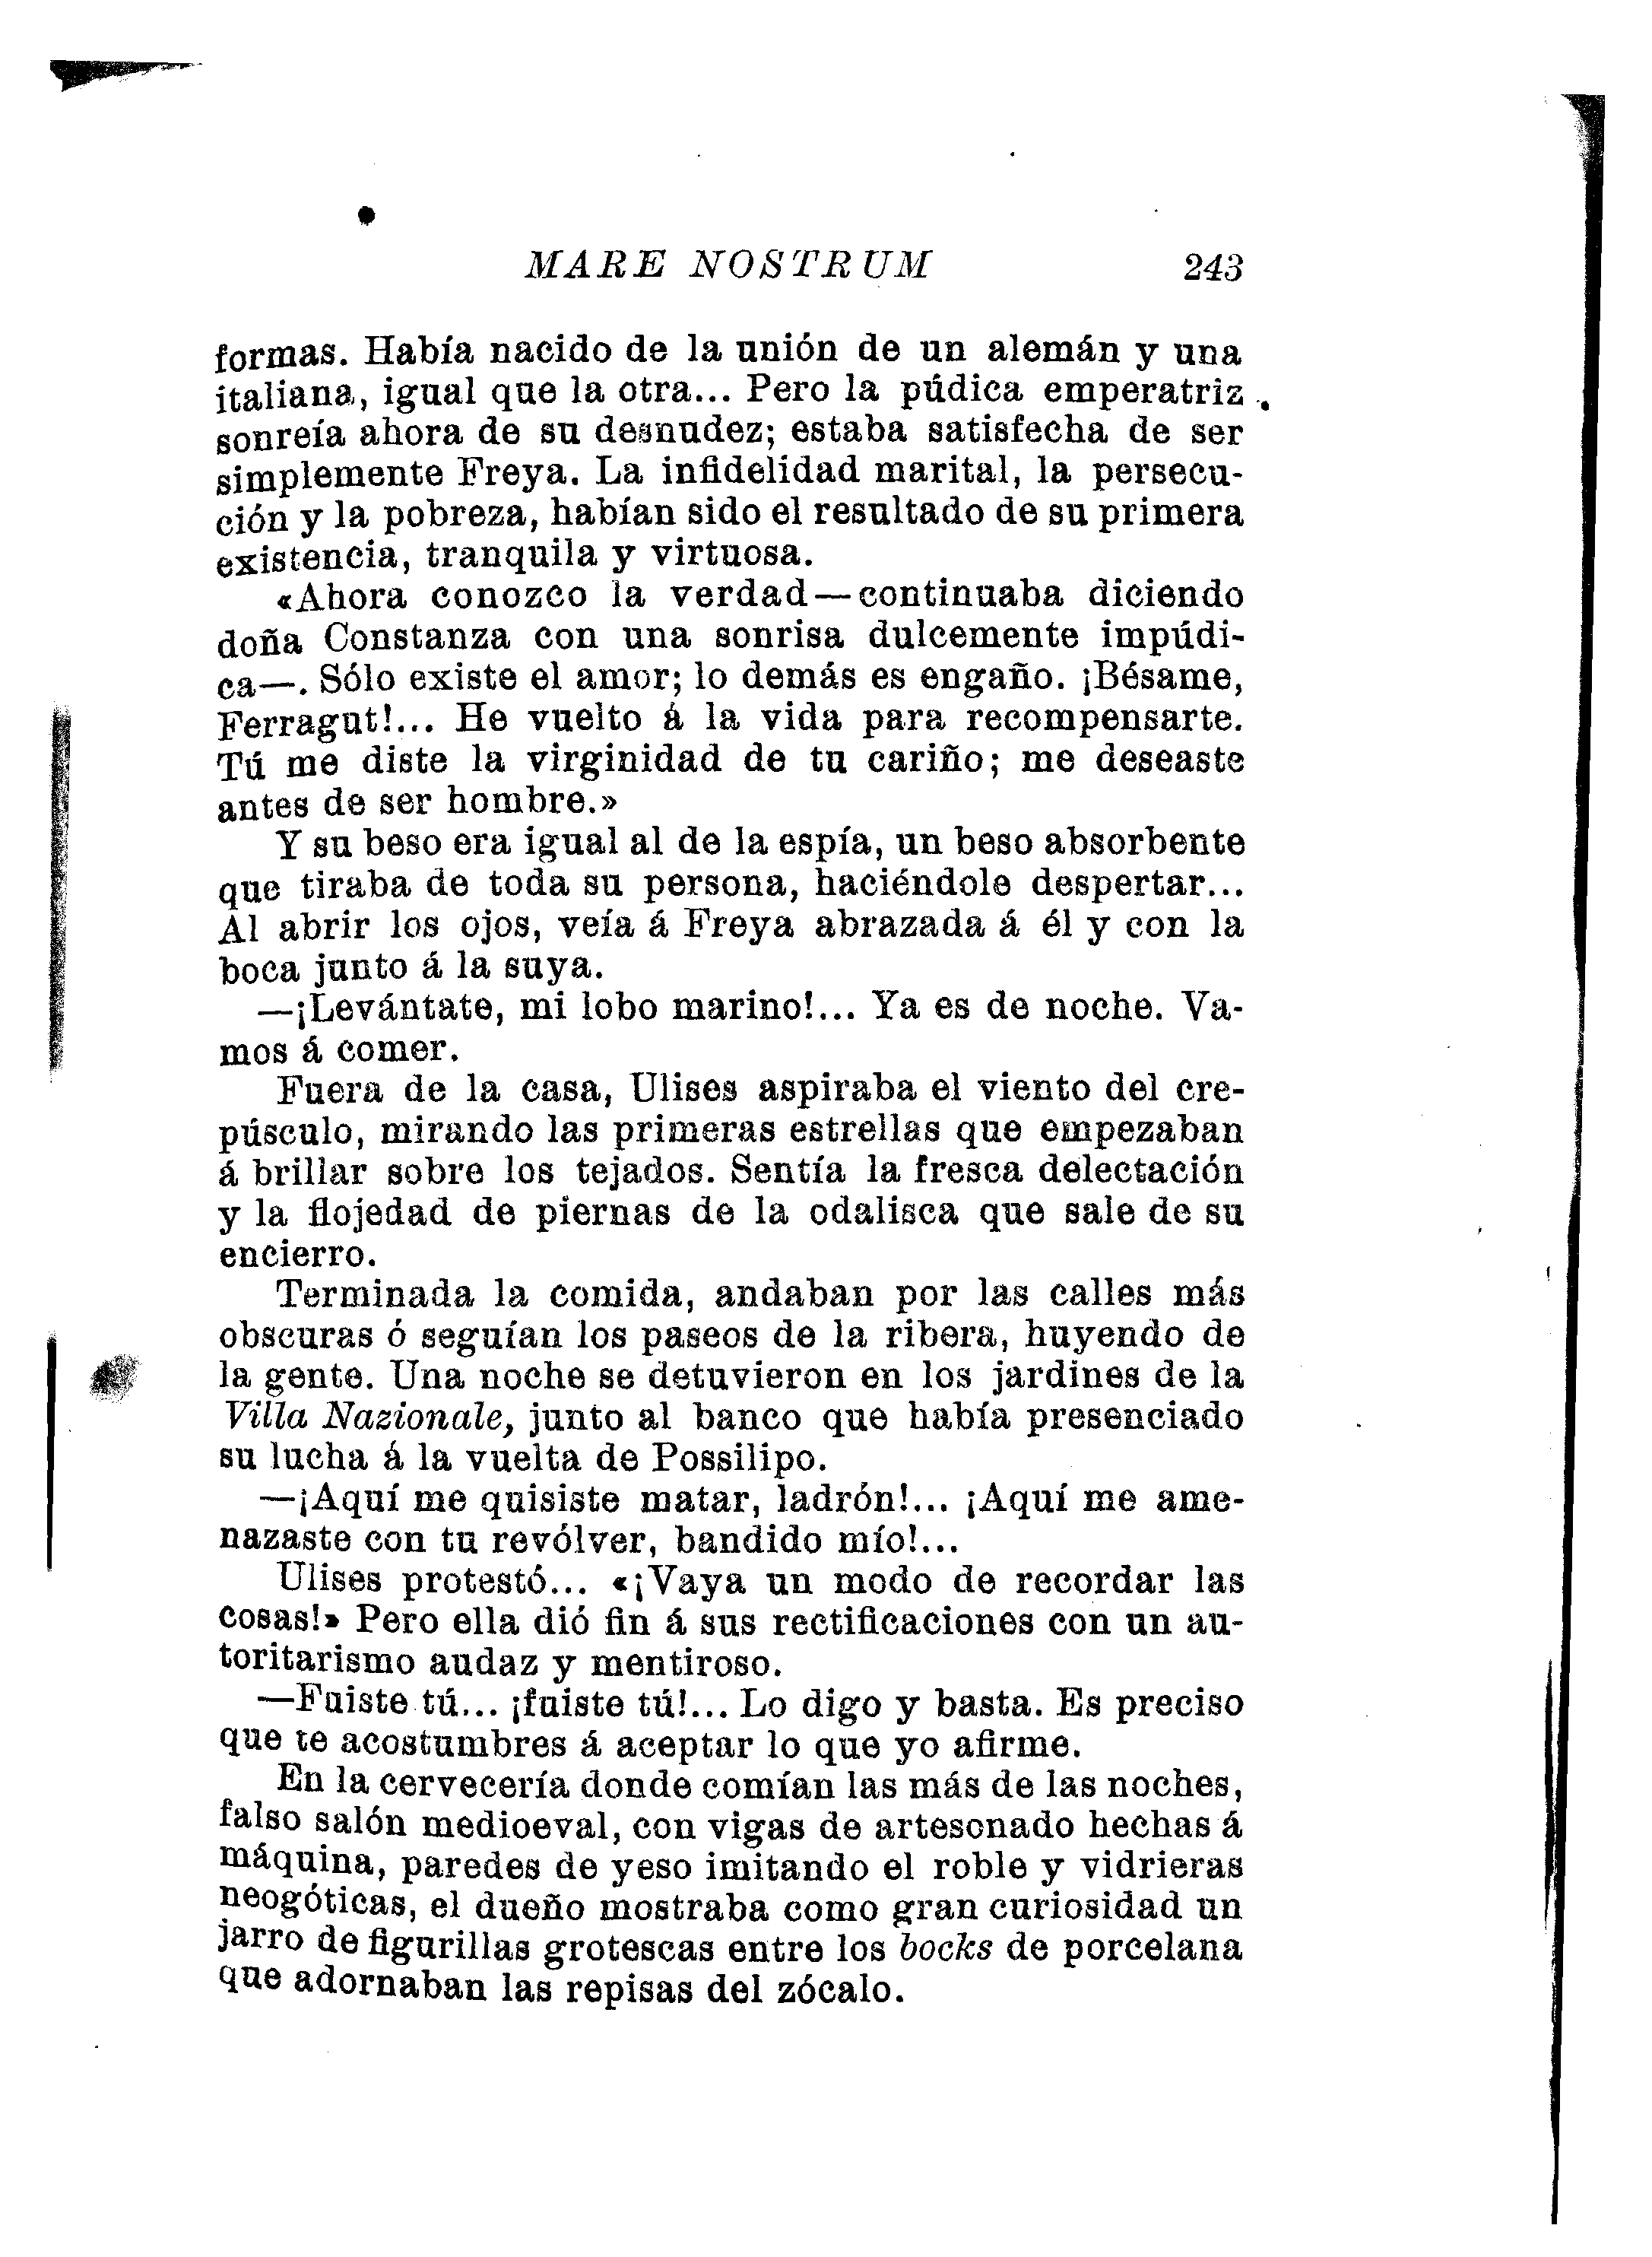 MARE NOSTRUM 243
formas. Había nacido de la unión de un alemán y una
italiana, igual que la otra... Pero la púdica emperatriz
sonreía ahora de su desnudez; estaba satisfecha de ser
simplemente Freya. La infidelidad marital, la persecu-
ción y la pobreza, habían sido el resultado de su primera
existencia, tranquila y virtuosa.
«Ahora conozco la verdad—continuaba diciendo
doña Constanza con una sonrisa dulcemente impúdi-
ca—. Sólo existe el amor; lo demás es engaño. ¡Bésame,
Ferragut!... He vuelto á la vida para recompensarte.
Tú me diste la virginidad de tu cariño; me deseaste
antes de ser hombre.»
Y su beso era igual al de la espía, un beso absorbente
que tiraba de toda su persona, haciéndole despertar...
Al abrir los ojos, veía á Freya abrazada á él y con la
boca junto á la suya.
—¡Levántate, mi lobo marino!... Ya es de noche. Va-
mos á comer.
Fuera de la casa, Ulises aspiraba el viento del cre-
púsculo, mirando las primeras estrellas que empezaban
á brillar sobre los tejados. Sentía la fresca delectación
y la flojedad de piernas de la odalisca que sale de su
encierro.
Terminada la comida, andaban por las calles más
obscuras ó seguían los paseos de la ribera, huyendo de
la gente. Una noche se detuvieron en los jardines de la
Villa Nazionale, junto al banco que había presenciado
su lucha á la vuelta de Possilipo.
—¡Aquí me quisiste matar, ladrón!... ¡Aquí me ame-
nazaste con tu revólver, bandido mío!...
Ulises protestó... «¡Vaya un modo de recordar las
cosas!» Pero ella dió fin á sus rectificaciones con un au-
toritarismo audaz y mentiroso.
—Fuiste tú... ¡fuiste tú!... Lo digo y basta. Es preciso
que te acostumbres á aceptar lo que yo afirme.
En la cervecería donde comían las más de las noches,
falso salón medioeval, con vigas de artesonado hechas á
máquina, paredes de yeso imitando el roble y vidrieras
neogóticas, el dueño mostraba como gran curiosidad un
jarro de figurillas grotescas entre los bocks de porcelana
que adornaban las repisas del zócalo.